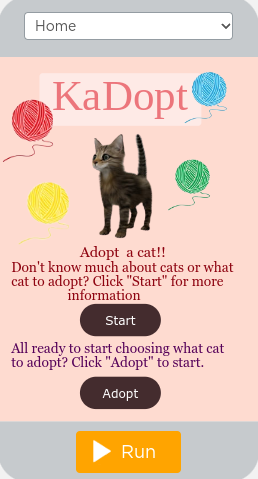 Home
KaDopt
Adopt a cat!!
Don't know much about cats or what
cat to adopt? Click "Start" for more
information
Start
All ready to start choosing what cat
to adopt? Click "Adopt" to start.
Adopt
Run